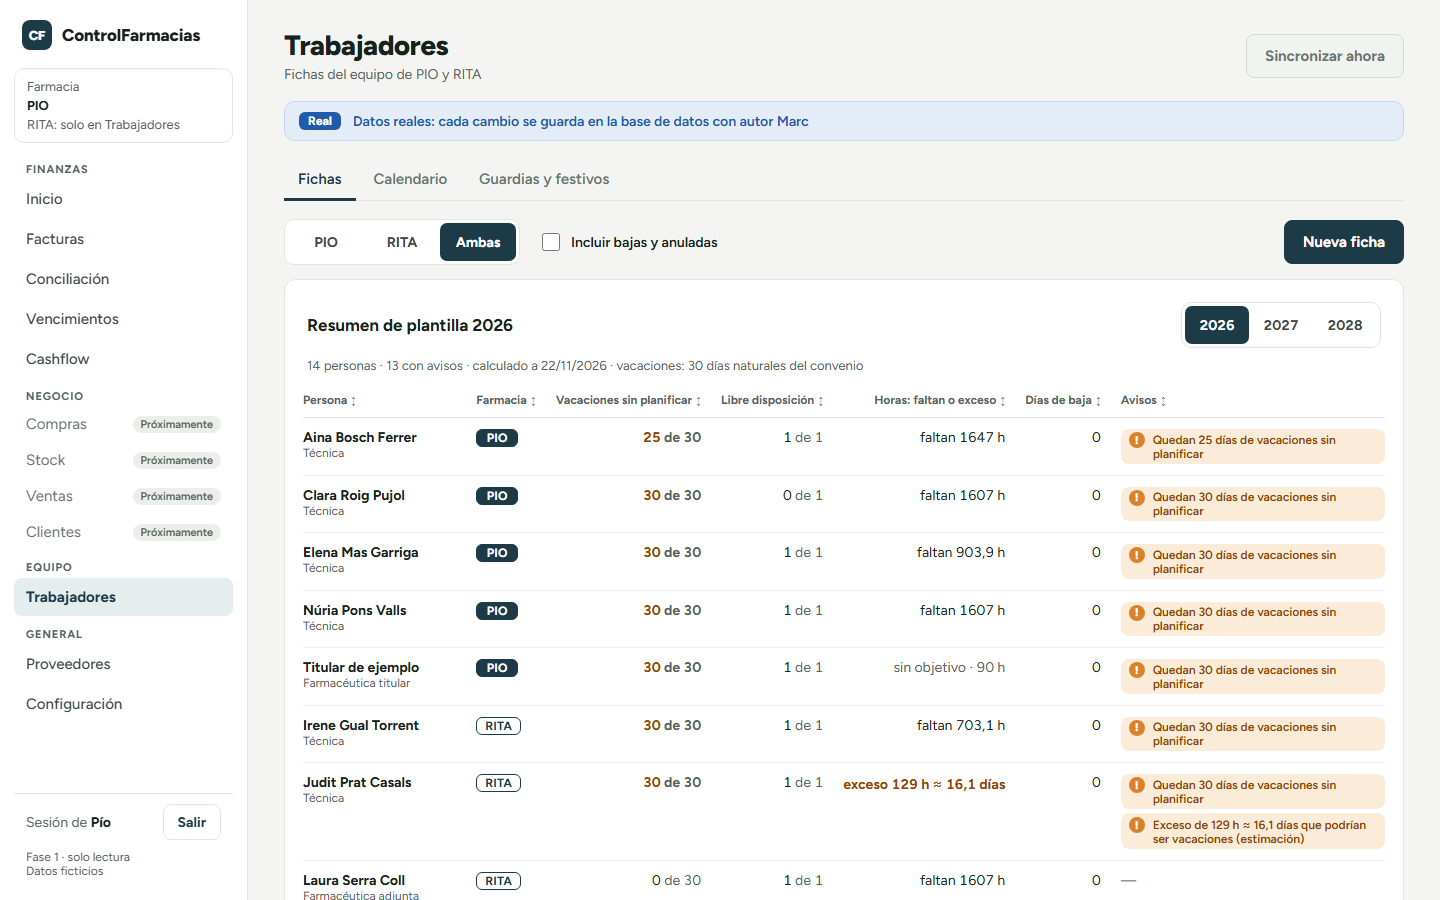 CF ControlFarmacias
Farmacia
PIO
RITA: solo en Trabajadores
FINANZAS
Inicio
Facturas
Conciliación
Vencimientos
Cashflow
NEGOCIO
Compras Próximamente
Stock Próximamente
Ventas Próximamente
Clientes Próximamente
EQUIPO
Trabajadores
GENERAL
Proveedores
Configuración
Sesión de Pío Salir
Fase 1 · solo lectura
Datos ficticios
Trabajadores
Fichas del equipo de PIO y RITA
Sincronizar ahora
Real Datos reales: cada cambio se guarda en la base de datos con autor Marc
Fichas Calendario Guardias y festivos
PIO RITA Ambas Incluir bajas y anuladas Nueva ficha
Resumen de plantilla 2026 2026 2027 2028
14 personas · 13 con avisos · calculado a 22/11/2026 · vacaciones: 30 días naturales del convenio
Persona ↕ Farmacia ↕ Vacaciones sin planificar ↕ Libre disposición ↕ Horas: faltan o exceso ↕ Días de baja ↕ Avisos ↕
Aina Bosch Ferrer PIO 25 de 30 1 de 1 faltan 1647 h 0 ! Quedan 25 días de vacaciones sin
Técnica planificar
Clara Roig Pujol PIO 30 de 30 0 de 1 faltan 1607 h 0 ! Quedan 30 días de vacaciones sin
Técnica planificar
Elena Mas Garriga PIO 30 de 30 1 de 1 faltan 903,9 h 0 ! Quedan 30 días de vacaciones sin
Técnica planificar
Núria Pons Valls PIO 30 de 30 1 de 1 faltan 1607 h 0 ! Quedan 30 días de vacaciones sin
Técnica planificar
Titular de ejemplo PIO 30 de 30 1 de 1 sin objetivo · 90 h 0 ! Quedan 30 días de vacaciones sin
Farmacéutica titular planificar
Irene Gual Torrent RITA 30 de 30 1 de 1 faltan 703,1 h 0 ! Quedan 30 días de vacaciones sin
Técnica planificar
Judit Prat Casals RITA 30 de 30 1 de 1 exceso 129 h ≈ 16,1 días 0 ! Quedan 30 días de vacaciones sin
Técnica planificar
! Exceso de 129 h ≈ 16,1 días que podrían
ser vacaciones (estimación)
Laura Serra Coll RITA 0 de 30 1 de 1 faltan 1607 h 0 —
Farmacéutica adjunta